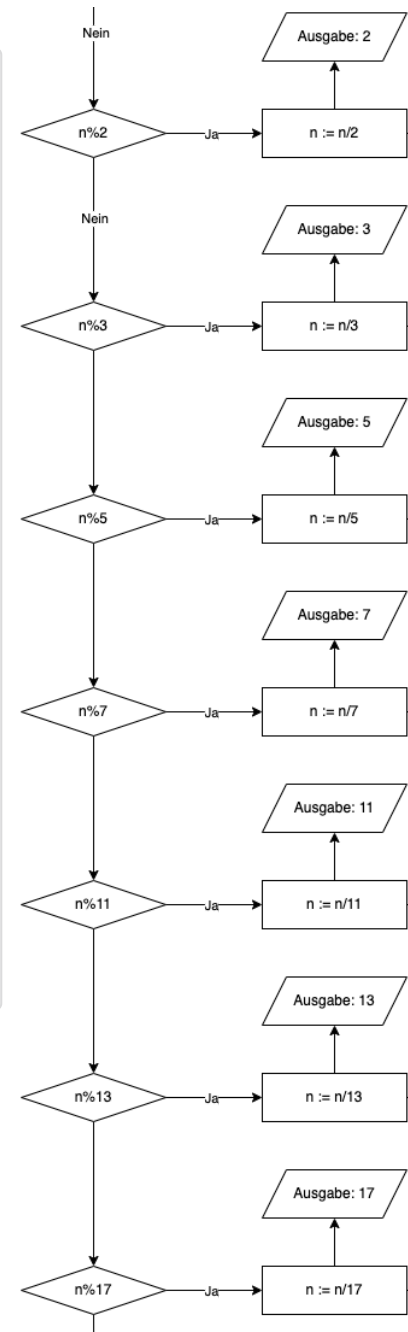 Nein
Ausgabe: 2
n%2
Ja
n := n/2
Nein
Ausgabe: 3
n%3
Ja
n := n/3
Ausgabe: 5
n%5
Ja
n := n/5
Ausgabe: 7
n%7
Ja
n := n/7
Ausgabe: 11
n%11
Ja
n := n/11
Ausgabe: 13
n%13
Ja
n := n/13
Ausgabe: 17
n%17
Ja
n := n/17